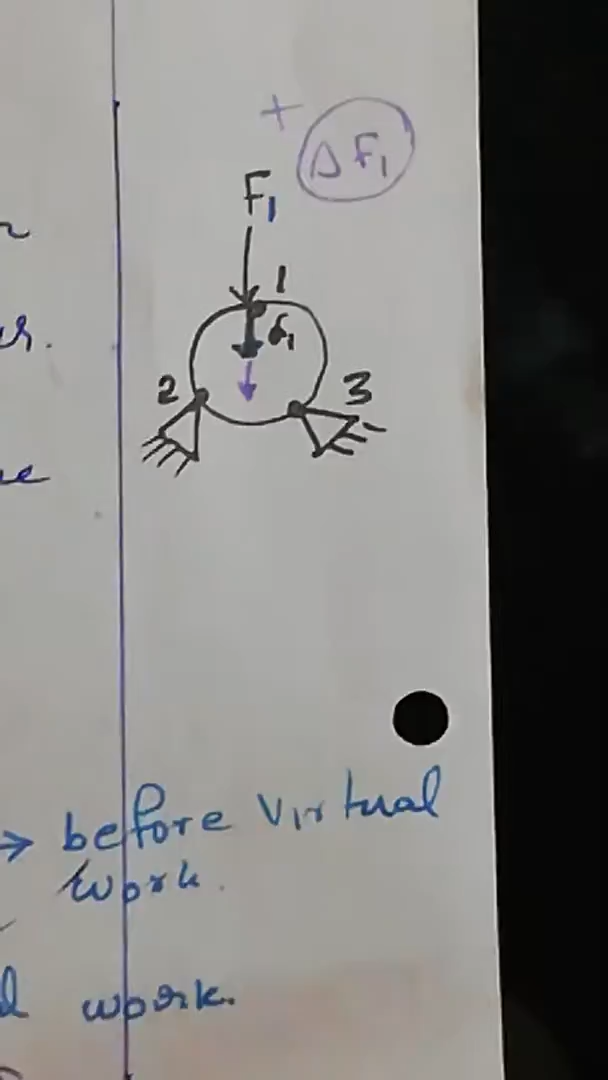 + ΔF₁
F₁
1
δ₁
2
3
→ before virtual
work.
work.